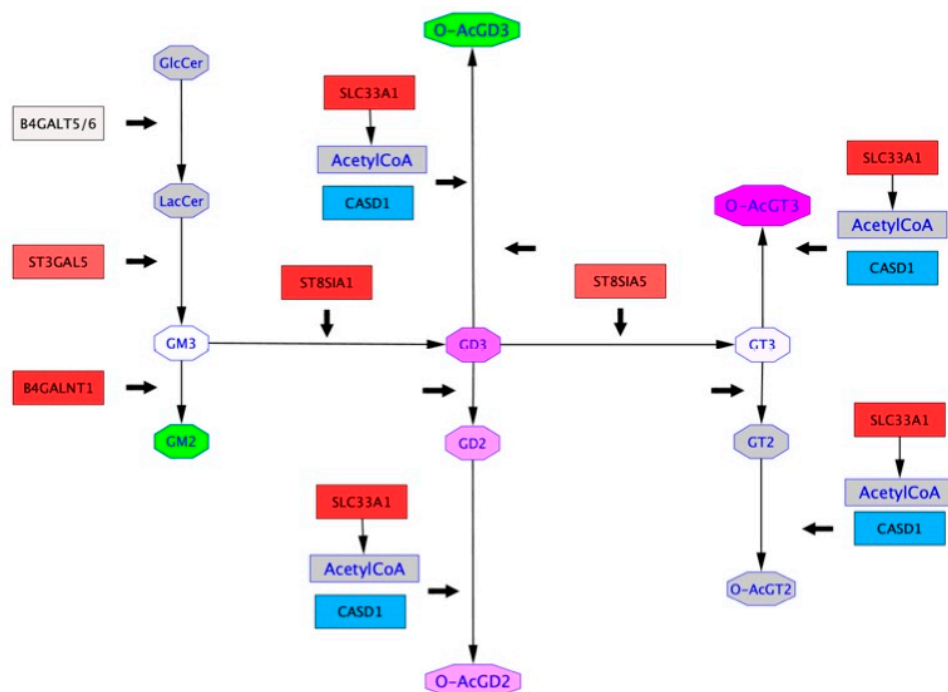 O-AcGD3
GlcCer
SLC33A1
B4GALT5/6
AcetylCoA
SLC33A1
CASD1
LacCer
O-AcGT3
AcetylCoA
ST3GAL5
CASD1
ST8SIA1
ST8SIA5
GM3
GD3
GT3
B4GALNT1
SLC33A1
GM2
GD2
GT2
AcetylCoA
SLC33A1
CASD1
AcetylCoA
O-AcGT2
CASD1
O-AcGD2